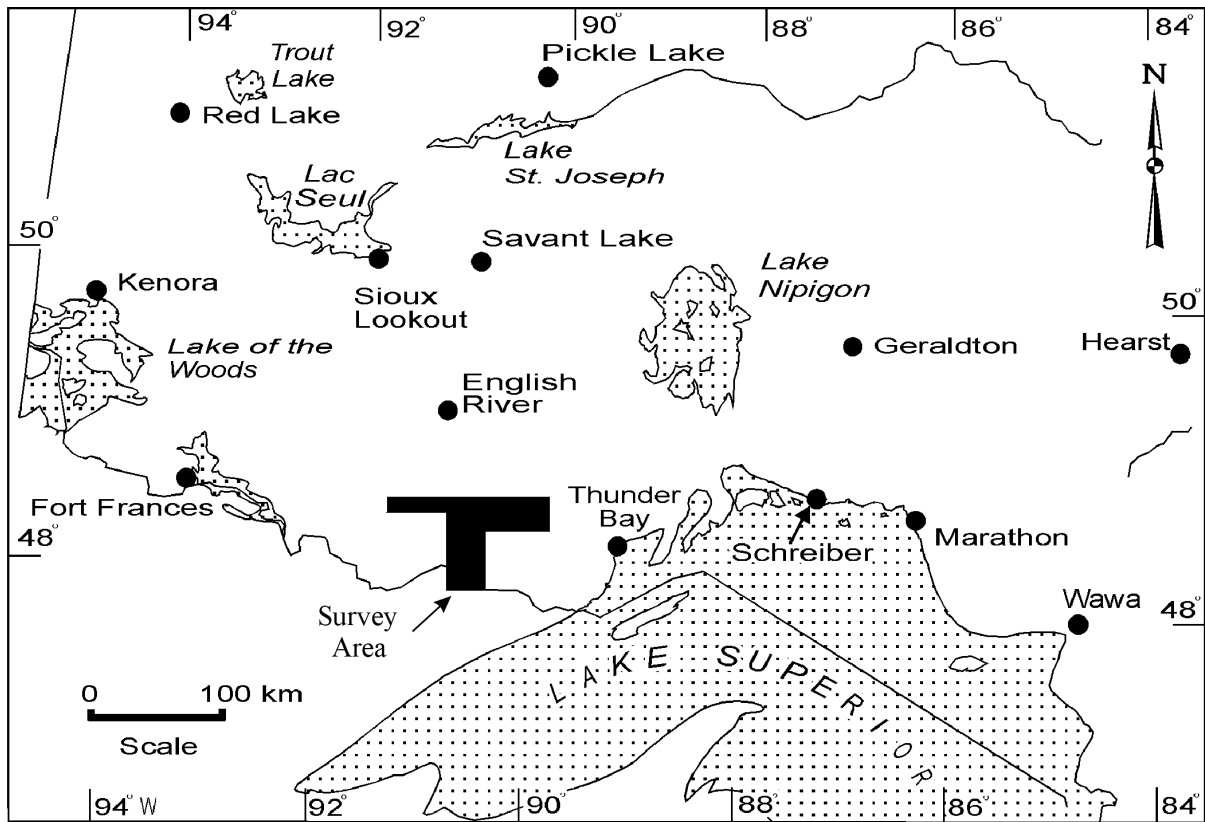 94° 92° 90° 88° 86° 84°
Trout
Lake
Pickle Lake
N
Red Lake
Lake
St. Joseph
Lac
Seul
50°
Savant Lake
Kenora
Sioux
Lookout
Lake
Nipigon
50°
Lake of the
Woods
Geraldton
Hearst
English
River
Fort Frances
Thunder
Bay
48°
Schreiber
Marathon
Survey
Area
Wawa
48°
LAKE SUPERIOR
0 100 km
Scale
94° W 92° 90° 88° 86° 84°